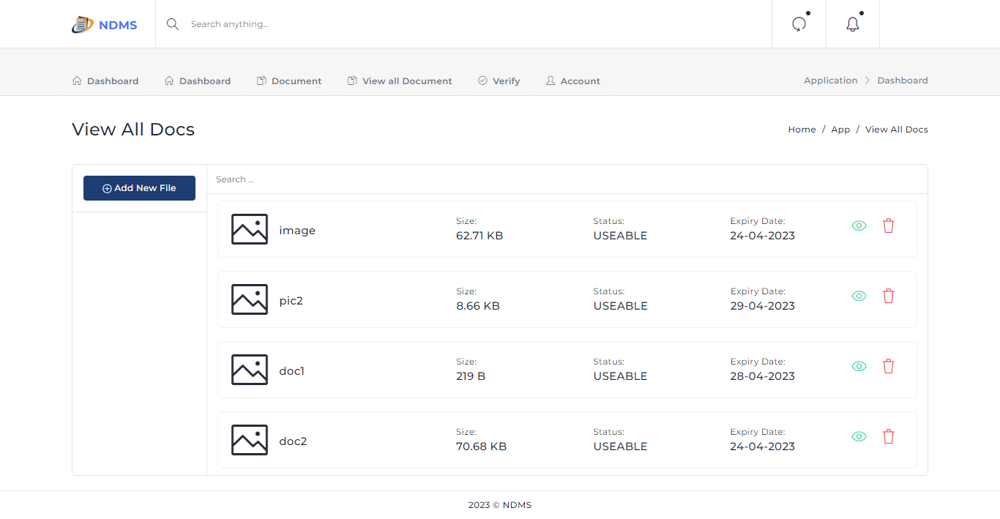 NDMS
Search anything...
Dashboard Dashboard Document View all Document Verify Account
Application > Dashboard
View All Docs
Home / App / View All Docs
Add New File
Search ...
image
Size:
62.71 KB
Status:
USEABLE
Expiry Date:
24-04-2023
pic2
Size:
8.66 KB
Status:
USEABLE
Expiry Date:
29-04-2023
doc1
Size:
219 B
Status:
USEABLE
Expiry Date:
28-04-2023
doc2
Size:
70.68 KB
Status:
USEABLE
Expiry Date:
24-04-2023
2023 © NDMS